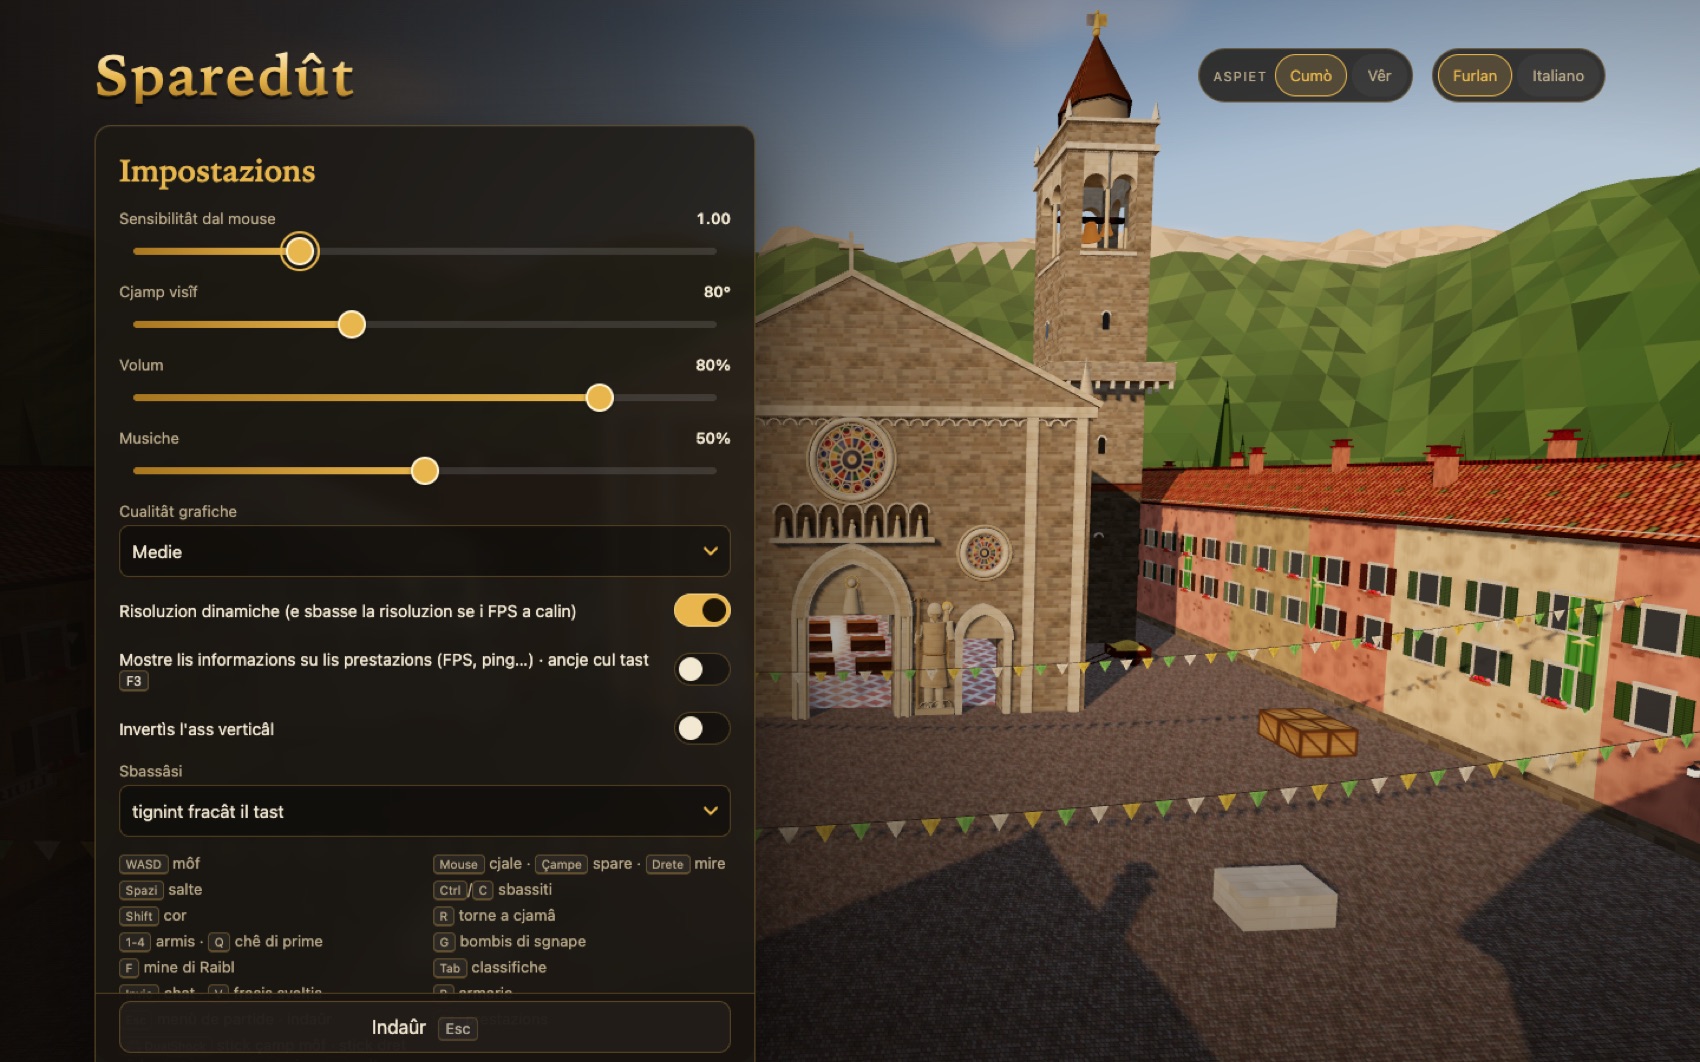 Sparedût
ASPIET Cumò Vêr
Furlan Italiano
Impostazions
Sensibilitât dal mouse 1.00
Cjamp visîf 80°
Volum 80%
Musiche 50%
Cualitât grafiche
Medie
Risoluzion dinamiche (e sbasse la risoluzion se i FPS a calin)
Mostre lis informazions su lis prestazions (FPS, ping...) · ancje cul tast
F3
Invertìs l'ass verticâl
Sbassâsi
tignint fracât il tast
WASD môf
Mouse cjale · Çampe spare · Drete mire
Spazi salte
Ctrl/C sbassiti
Shift cor
R torne a cjamâ
1-4 armis · Q chê di prime
G bombis di sgnape
F mine di Raibl
Tab classifiche
Indaûr Esc